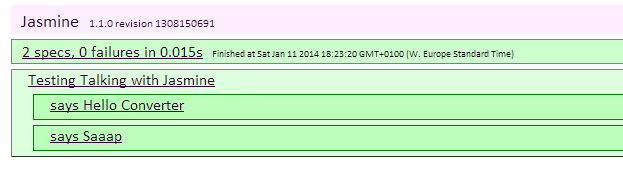 Jasmine 1.1.0 revision 1308150691
2 specs, 0 failures in 0.015s Finished at Sat Jan 11 2014 18:23:20 GMT+0100 (W. Europe Standard Time)
Testing Talking with Jasmine
says Hello Converter
says Saaap